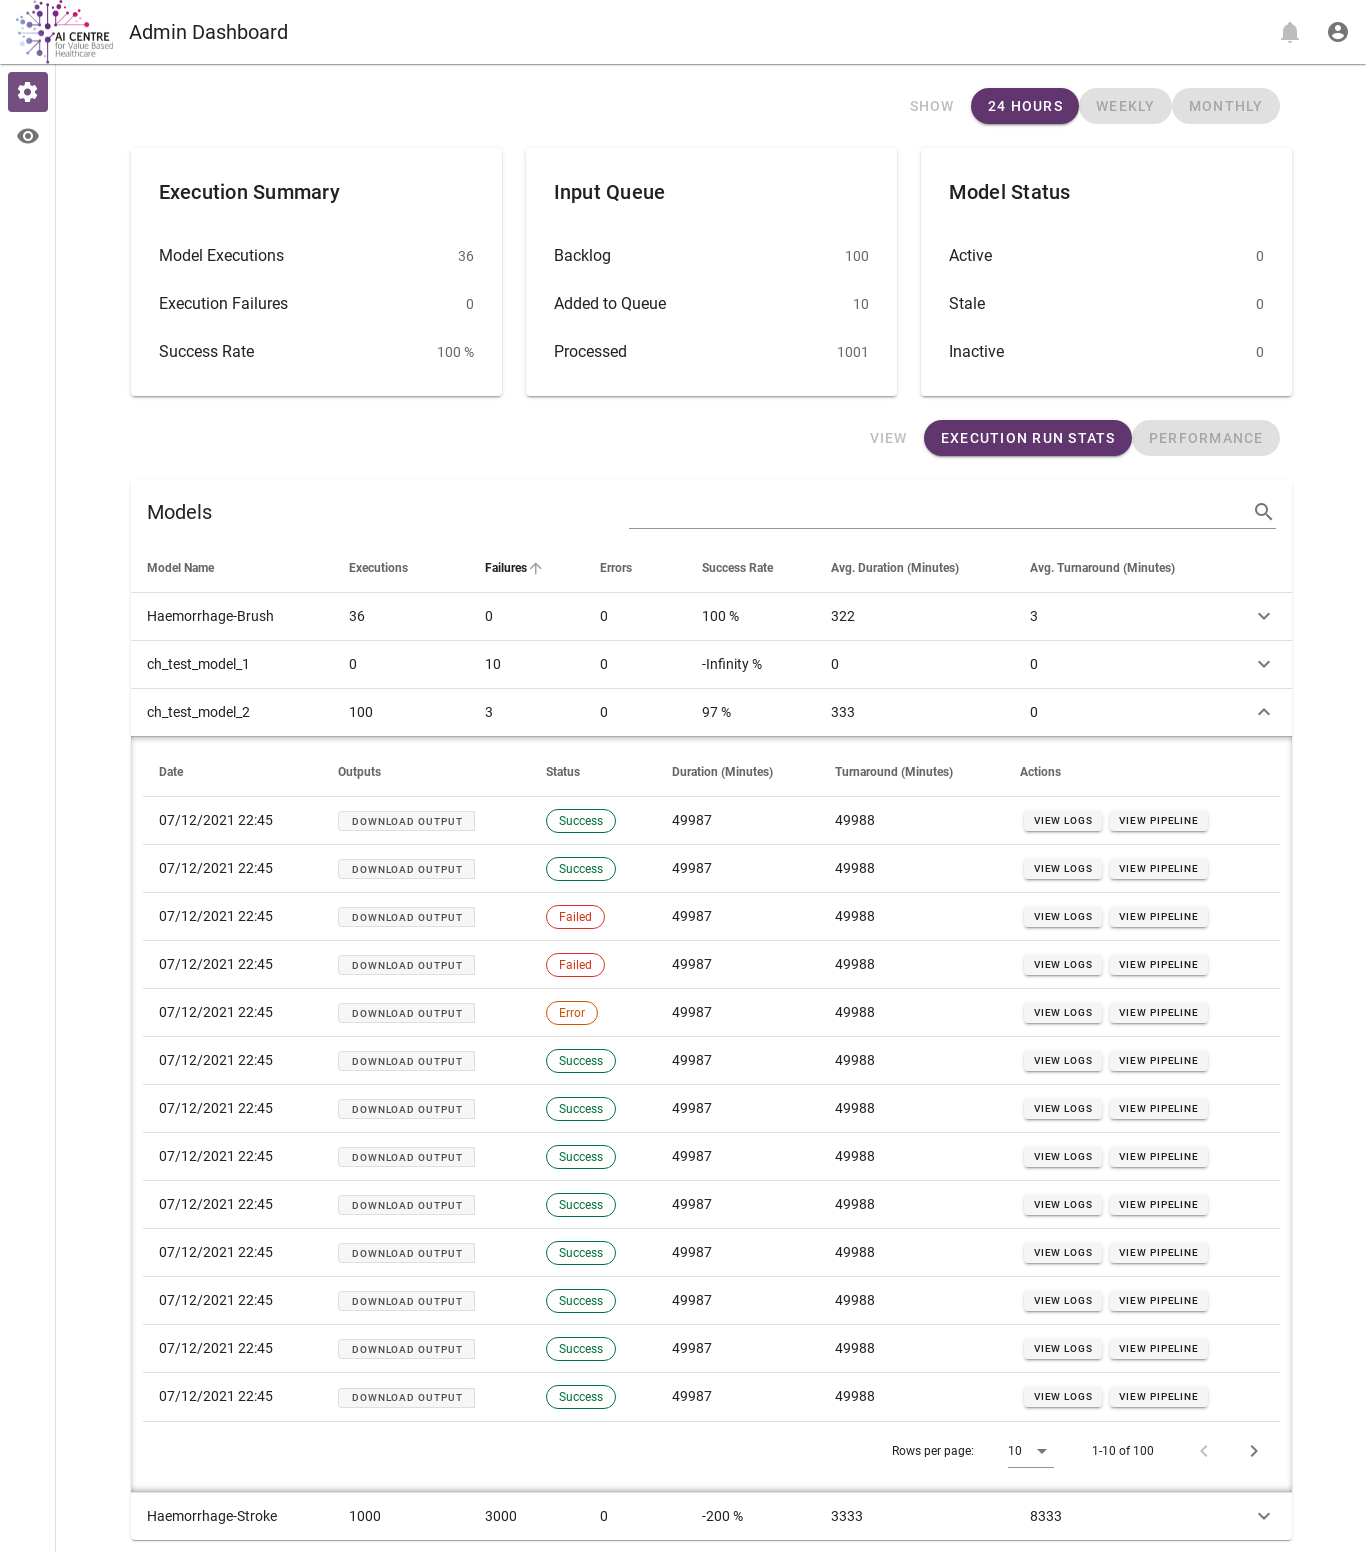 AI CENTRE
for Value Based
Healthcare
Admin Dashboard
SHOW 24 HOURS WEEKLY MONTHLY
Execution Summary
Model Executions 36
Execution Failures 0
Success Rate 100 %
Input Queue
Backlog 100
Added to Queue 10
Processed 1001
Model Status
Active 0
Stale 0
Inactive 0
VIEW EXECUTION RUN STATS PERFORMANCE
Models
Model Name Executions Failures Errors Success Rate Avg. Duration (Minutes) Avg. Turnaround (Minutes)
Haemorrhage-Brush 36 0 0 100 % 322 3
ch_test_model_1 0 10 0 -Infinity % 0 0
ch_test_model_2 100 3 0 97 % 333 0
Date Outputs Status Duration (Minutes) Turnaround (Minutes) Actions
07/12/2021 22:45 DOWNLOAD OUTPUT Success 49987 49988 VIEW LOGS VIEW PIPELINE
07/12/2021 22:45 DOWNLOAD OUTPUT Success 49987 49988 VIEW LOGS VIEW PIPELINE
07/12/2021 22:45 DOWNLOAD OUTPUT Failed 49987 49988 VIEW LOGS VIEW PIPELINE
07/12/2021 22:45 DOWNLOAD OUTPUT Failed 49987 49988 VIEW LOGS VIEW PIPELINE
07/12/2021 22:45 DOWNLOAD OUTPUT Error 49987 49988 VIEW LOGS VIEW PIPELINE
07/12/2021 22:45 DOWNLOAD OUTPUT Success 49987 49988 VIEW LOGS VIEW PIPELINE
07/12/2021 22:45 DOWNLOAD OUTPUT Success 49987 49988 VIEW LOGS VIEW PIPELINE
07/12/2021 22:45 DOWNLOAD OUTPUT Success 49987 49988 VIEW LOGS VIEW PIPELINE
07/12/2021 22:45 DOWNLOAD OUTPUT Success 49987 49988 VIEW LOGS VIEW PIPELINE
07/12/2021 22:45 DOWNLOAD OUTPUT Success 49987 49988 VIEW LOGS VIEW PIPELINE
07/12/2021 22:45 DOWNLOAD OUTPUT Success 49987 49988 VIEW LOGS VIEW PIPELINE
07/12/2021 22:45 DOWNLOAD OUTPUT Success 49987 49988 VIEW LOGS VIEW PIPELINE
07/12/2021 22:45 DOWNLOAD OUTPUT Success 49987 49988 VIEW LOGS VIEW PIPELINE
Rows per page: 10 1-10 of 100
Haemorrhage-Stroke 1000 3000 0 -200 % 3333 8333